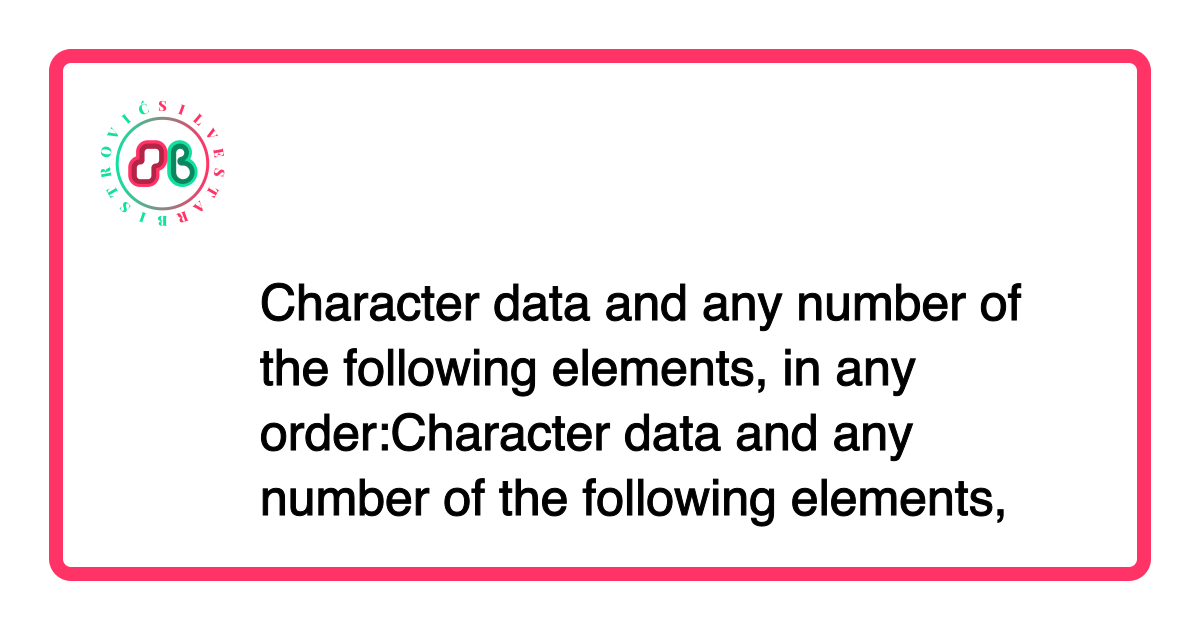 SILVESTAR BISTROVIĆ
SB
Character data and any number of
the following elements, in any
order:Character data and any
number of the following elements,